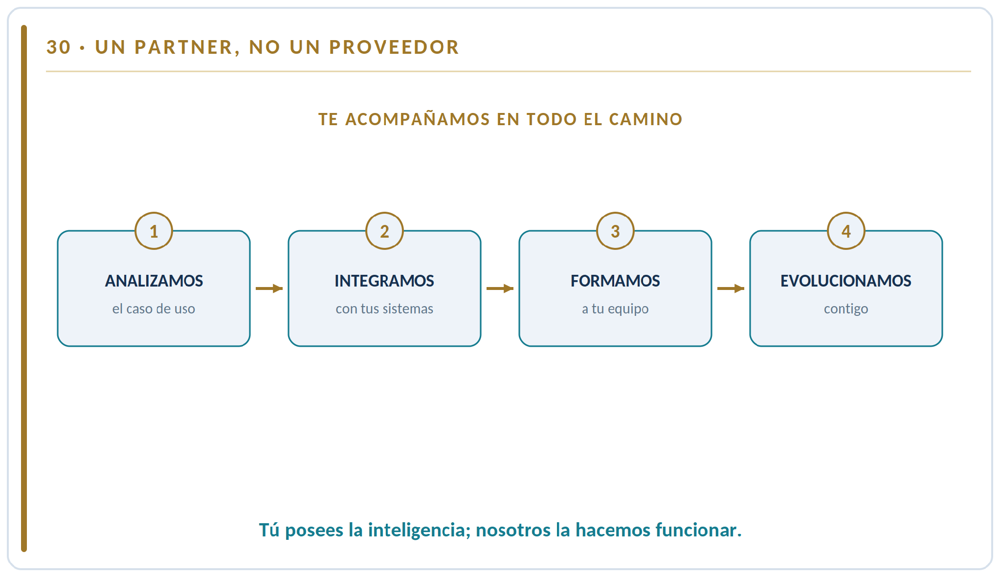 30 · UN PARTNER, NO UN PROVEEDOR
TE ACOMPAÑAMOS EN TODO EL CAMINO
1
ANALIZAMOS
el caso de uso
2
INTEGRAMOS
con tus sistemas
3
FORMAMOS
a tu equipo
4
EVOLUCIONAMOS
contigo
Tú posees la inteligencia; nosotros la hacemos funcionar.